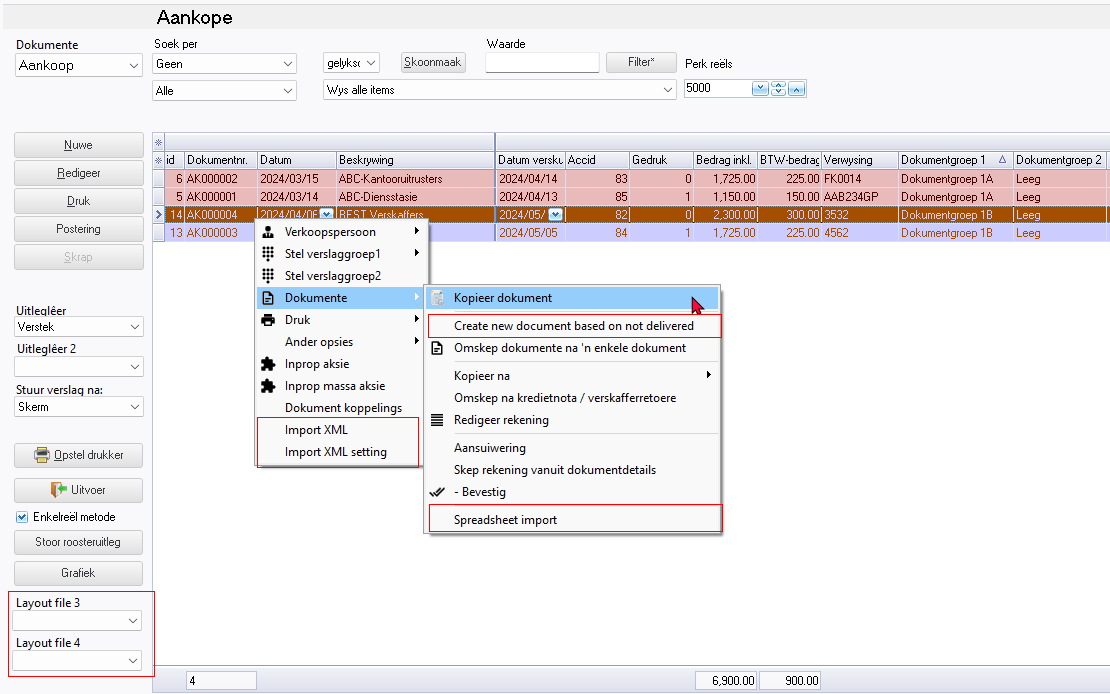 Aankope
Dokumente
Aankoop
Soek per
Geen
Alle
gelyksc
Skoonmaak
Waarde
Filter*
Perk reëls
Wys alle items
5000
Nuwe
Redigeer
Druk
Postering
Skrap
Uitleglêer
Verstek
Uitleglêer 2
Stuur verslag na:
Skerm
Opstel drukker
Uitvoer
Enkelreël metode
Stoor roosteruitleg
Grafiek
Layout file 3
Layout file 4
id Dokumentnr. Datum Beskrywing Datum versku Accid Gedruk Bedrag inkl. BTW-bedrag Verwysing Dokumentgroep 1 Dokumentgroep 2
6 AK000002 2024/03/15 ABC-Kantooruitrusters 2024/04/14 83 0 1,725.00 225.00 FK0014 Dokumentgroep 1A Leeg
5 AK000001 2024/03/14 ABC-Diensstasie 2024/04/13 85 1 1,150.00 150.00 AAB234GP Dokumentgroep 1A Leeg
14 AK000004 2024/04/06 BEST Verskaffers 2024/05/ 82 0 2,300.00 300.00 3532 Dokumentgroep 1B Leeg
13 AK000003 2024/05/05 84 1 1,725.00 225.00 4562 Dokumentgroep 1B Leeg
Verkoopspersoon
Stel verslaggroep1
Stel verslaggroep2
Dokumente
Druk
Ander opsies
Inprop aksie
Inprop massa aksie
Dokument koppelings
Import XML
Import XML setting
Kopieer dokument
Create new document based on not delivered
Omskep dokumente na 'n enkele dokument
Kopieer na
Omskep na kredietnota / verskafferretoere
Redigeer rekening
Aansuiwering
Skep rekening vanuit dokumentdetails
- Bevestig
Spreadsheet import
4 6,900.00 900.00